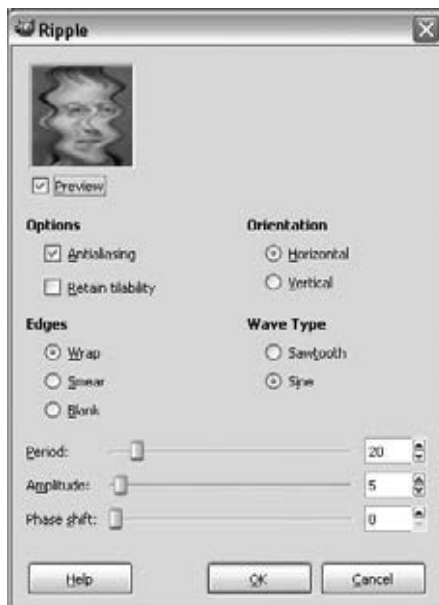 Ripple
Preview
Options
Antialiasing
Retain tilability
Orientation
Horizontal
Vertical
Edges
Wrap
Smear
Blank
Wave Type
Sawtooth
Sine
Period: 20
Amplitude: 5
Phase shift: 0
Help OK Cancel